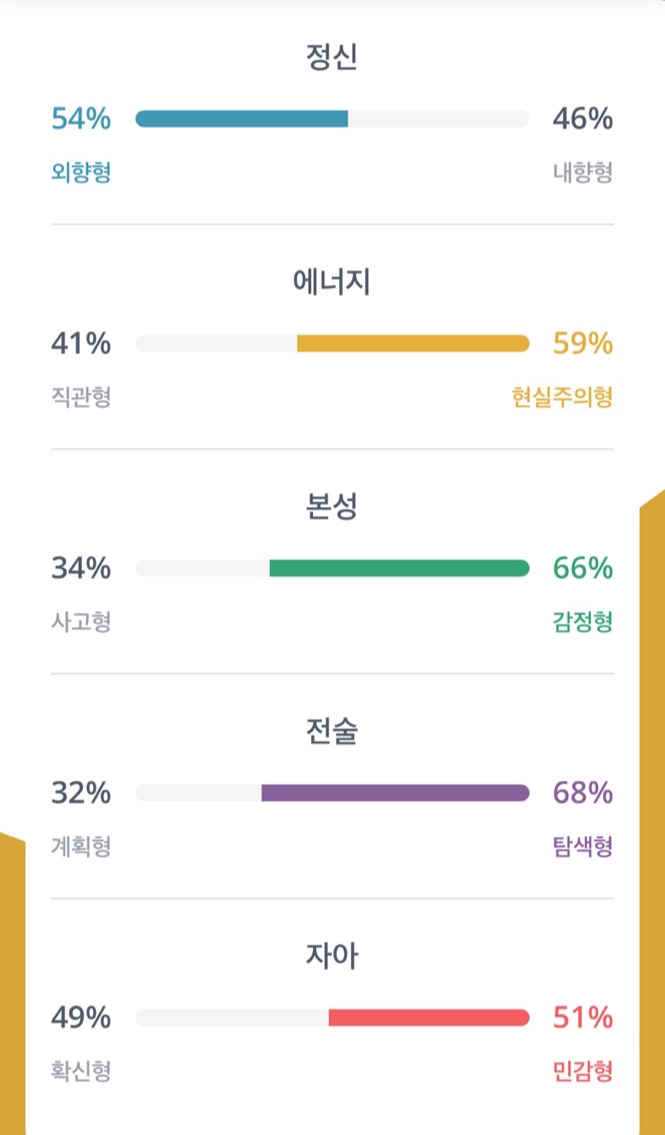 정신
54% 46%
외향형 내향형
에너지
41% 59%
직관형 현실주의형
본성
34% 66%
사고형 감정형
전술
32% 68%
계획형 탐색형
자아
49% 51%
확신형 민감형